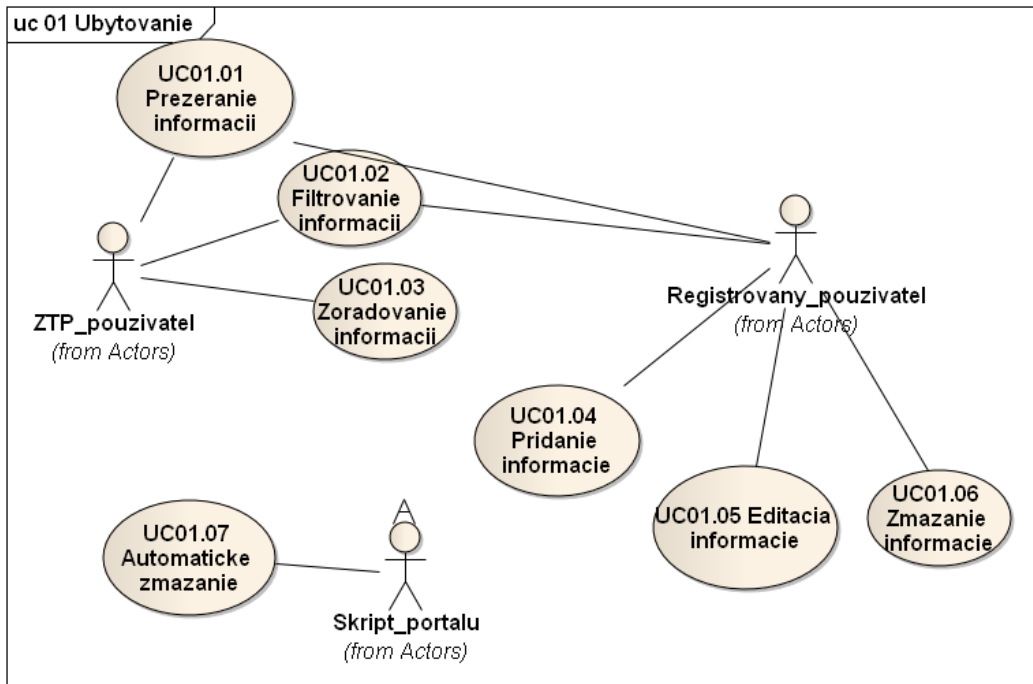 uc 01 Ubytovanie
UC01.01
Prezeranie
informacii
UC01.02
Filtrovanie
informacii
UC01.03
Zoradovanie
informacii
ZTP_pouzivatel
(from Actors)
Registrovany_pouzivatel
(from Actors)
UC01.04
Pridanie
informacie
UC01.05 Editacia
informacie
UC01.06
Zmazanie
informacie
UC01.07
Automaticke
zmazanie
A
Skript_portalu
(from Actors)